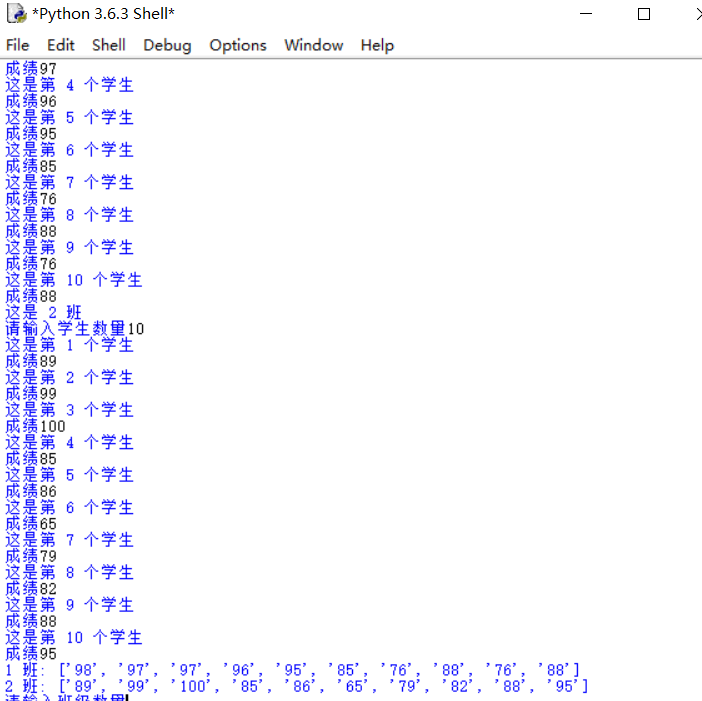 *Python 3.6.3 Shell*
File Edit Shell Debug Options Window Help
成绩97
这是第 4 个学生
成绩96
这是第 5 个学生
成绩95
这是第 6 个学生
成绩85
这是第 7 个学生
成绩76
这是第 8 个学生
成绩88
这是第 9 个学生
成绩76
这是第 10 个学生
成绩88
这是 2 班
请输入学生数量10
这是第 1 个学生
成绩89
这是第 2 个学生
成绩99
这是第 3 个学生
成绩100
这是第 4 个学生
成绩85
这是第 5 个学生
成绩86
这是第 6 个学生
成绩65
这是第 7 个学生
成绩79
这是第 8 个学生
成绩82
这是第 9 个学生
成绩88
这是第 10 个学生
成绩95
1 班: ['98', '97', '97', '96', '95', '85', '76', '88', '76', '88']
2 班: ['89', '99', '100', '85', '86', '65', '79', '82', '88', '95']
请输入班级数量